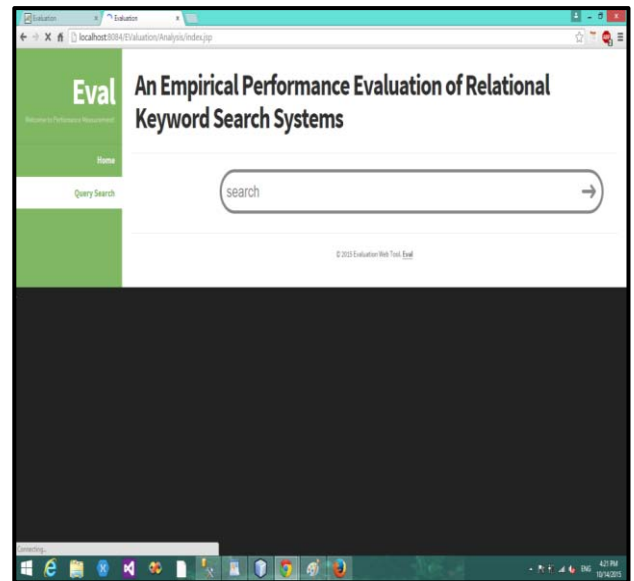 Evaluation
Evaluation
localhost:8084/EValuation/Analysis/index.jsp
Eval
Welcome to Performance Measurement!
An Empirical Performance Evaluation of Relational
Keyword Search Systems
Home
Query Search
search
© 2015 Evaluation Web Tool. Eval
Connecting...
ENG
4:21 PM
10/14/2015